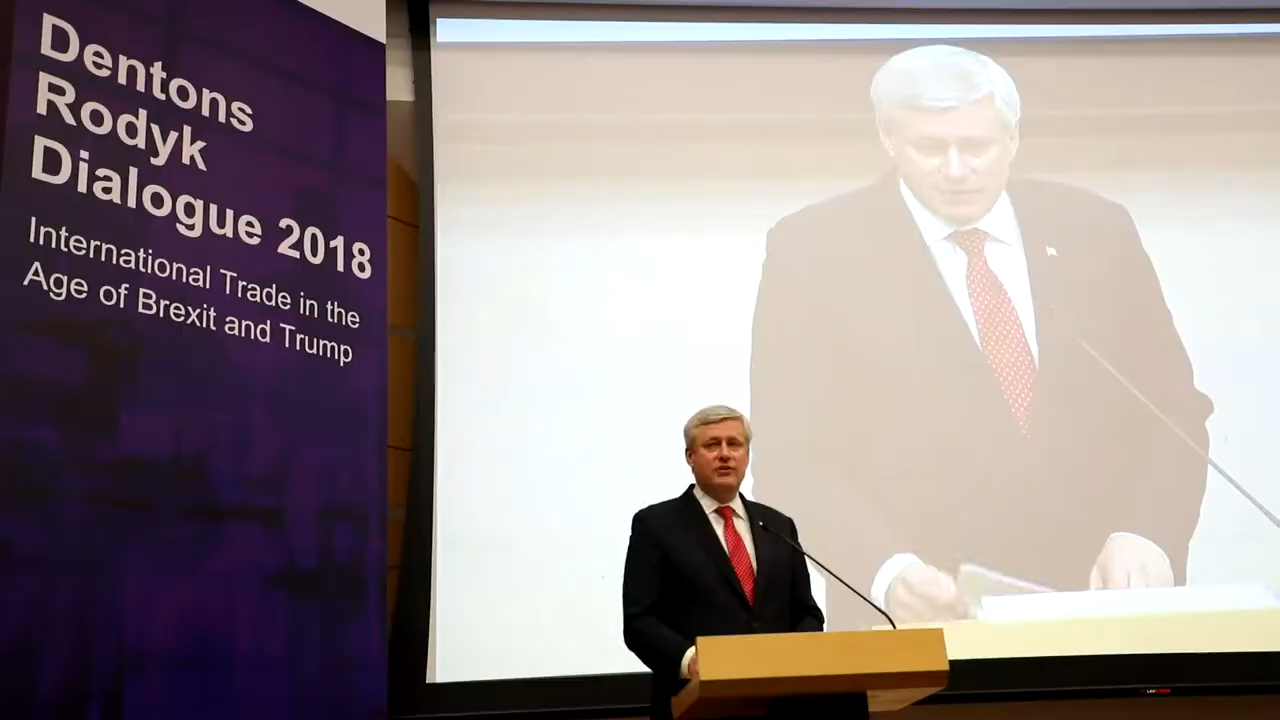 Dentons
Rodyk
Dialogue 2018
International Trade in the
Age of Brexit and Trump